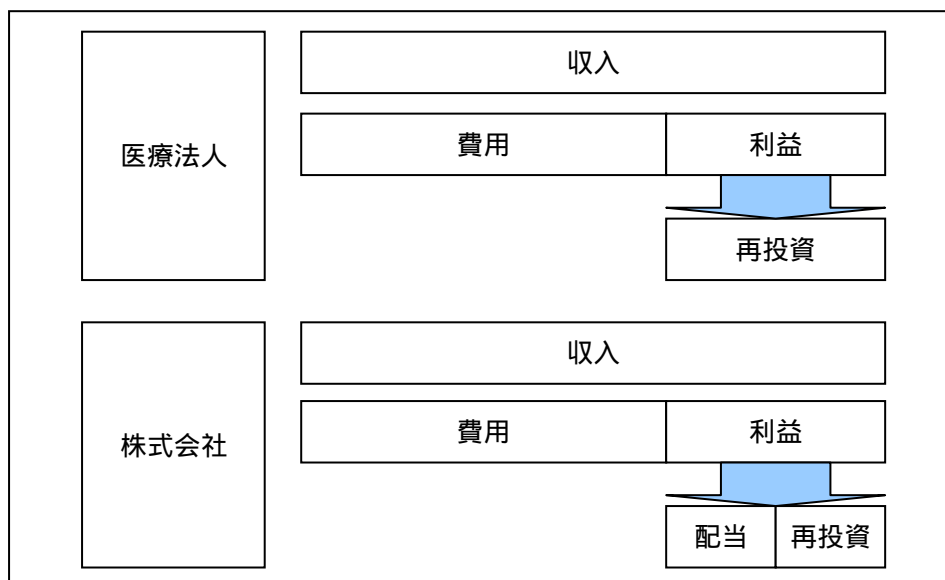 医療法人
収入
費用 利益
再投資
株式会社
収入
費用 利益
配当 再投資